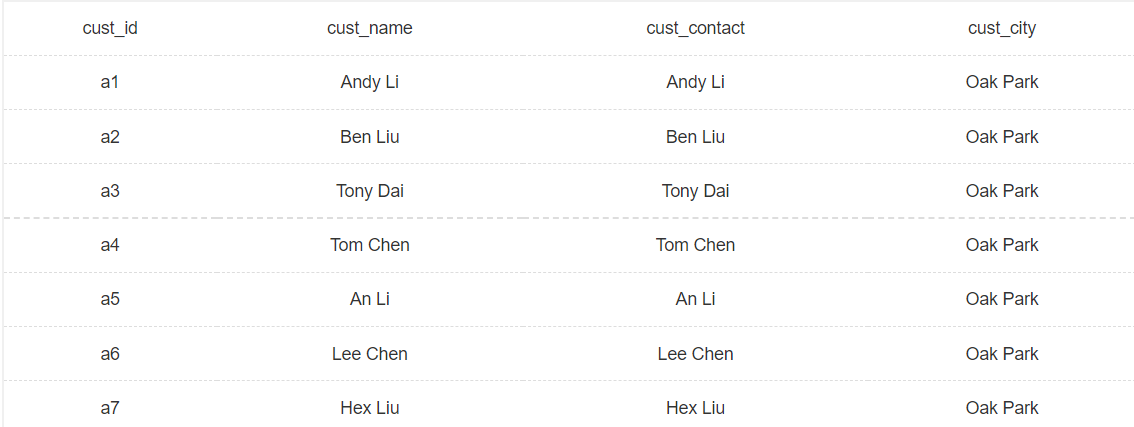 cust_id cust_name cust_contact cust_city
a1 Andy Li Andy Li Oak Park
a2 Ben Liu Ben Liu Oak Park
a3 Tony Dai Tony Dai Oak Park
a4 Tom Chen Tom Chen Oak Park
a5 An Li An Li Oak Park
a6 Lee Chen Lee Chen Oak Park
a7 Hex Liu Hex Liu Oak Park